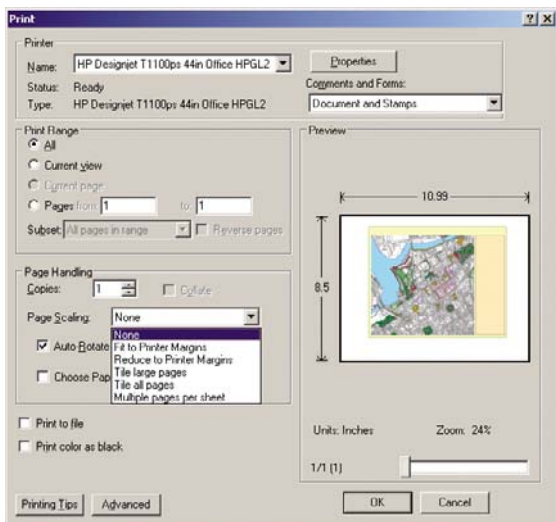 Print
Printer
Name: HP Designjet T1100ps 44in Office HPGL2
Properties
Status: Ready
Type: HP Designjet T1100ps 44in Office HPGL2
Comments and Forms:
Document and Stamps
Print Range
All
Current view
Current page
Pages from: 1 to: 1
Subset: All pages in range
Reverse pages
Page Handling
Copies: 1
Collate
Page Scaling: None
None
Fit to Printer Margins
Reduce to Printer Margins
Tile large pages
Tile all pages
Multiple pages per sheet
Auto-Rotate
Choose Pap
Print to file
Print color as black
Preview
10.99
8.5
Units: Inches Zoom: 24%
1/1 (1)
Printing Tips
Advanced
OK
Cancel